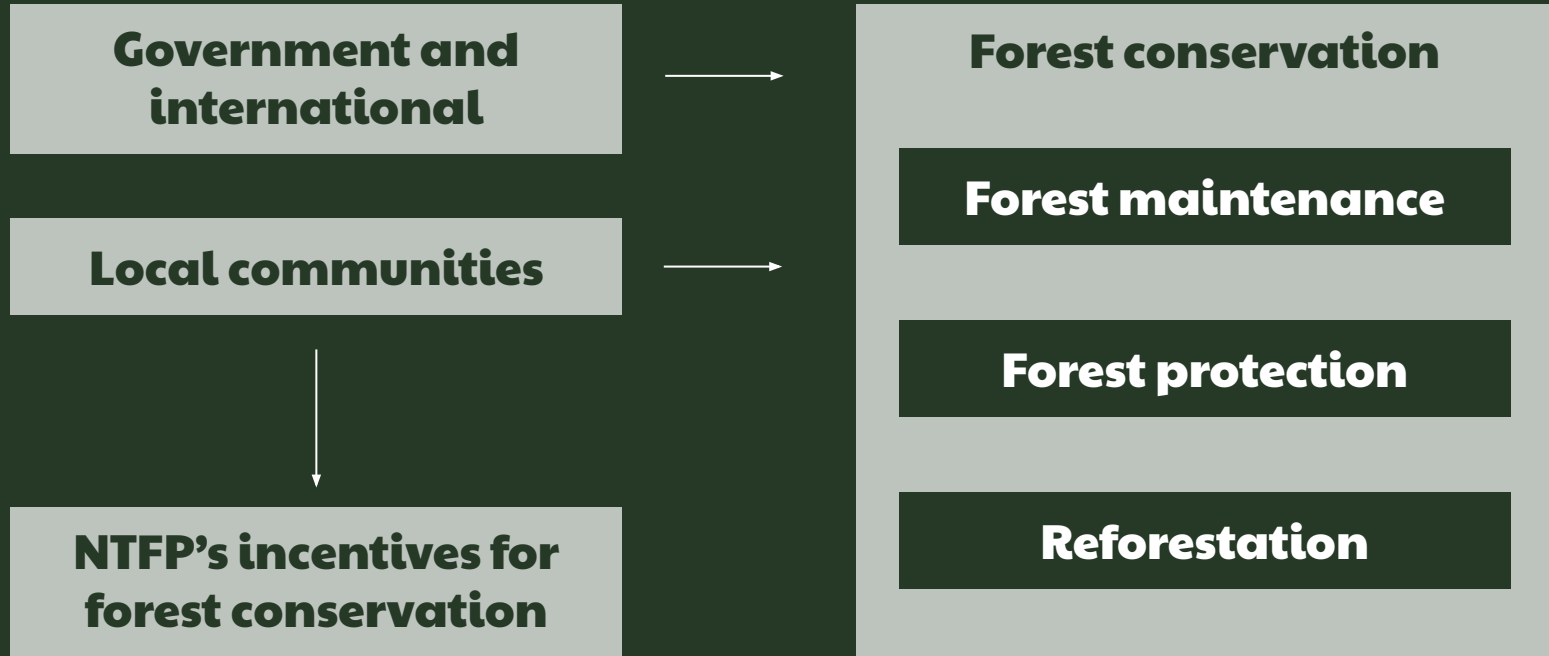 Government and
international
Local communities
NTFP’s incentives for
forest conservation
Forest conservation
Forest maintenance
Forest protection
Reforestation